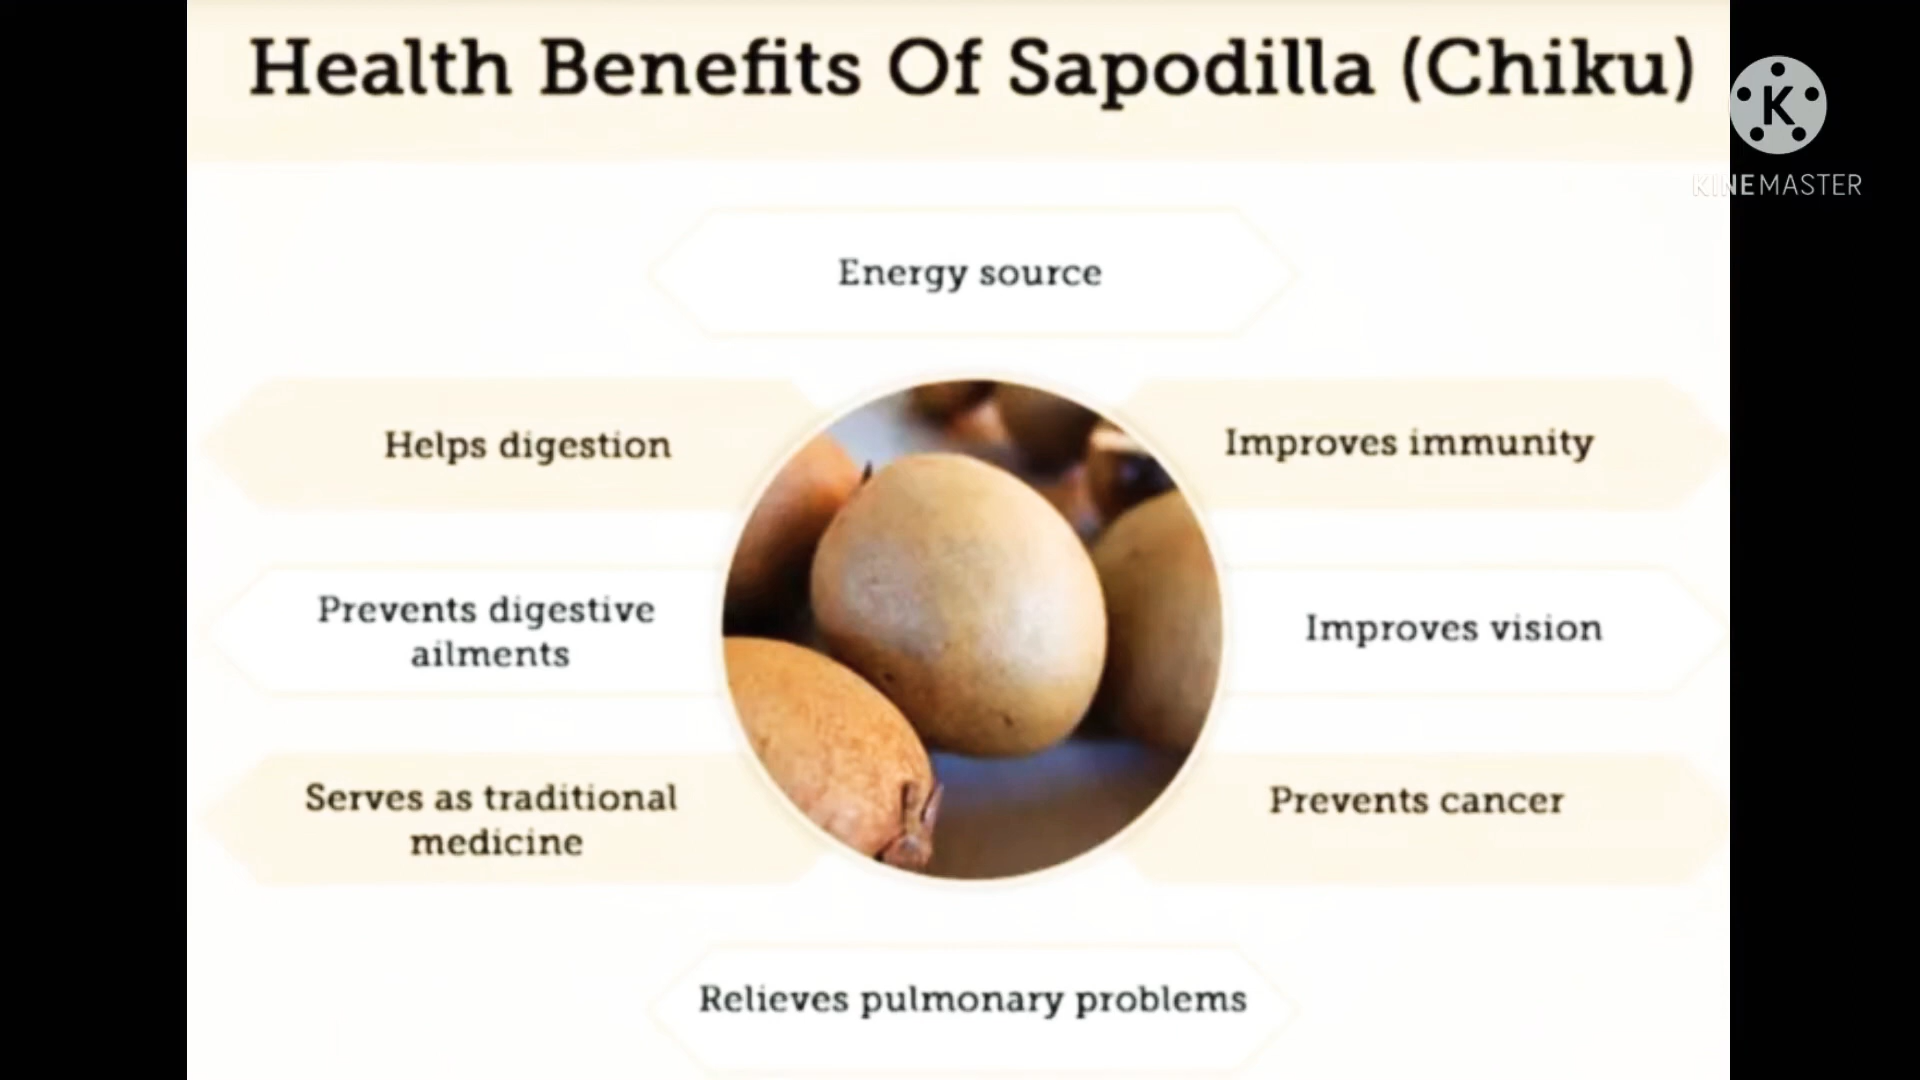 Health Benefits Of Sapodilla (Chiku)
K
KINEMASTER
Energy source
Helps digestion
Improves immunity
Prevents digestive
ailments
Improves vision
Serves as traditional
medicine
Prevents cancer
Relieves pulmonary problems